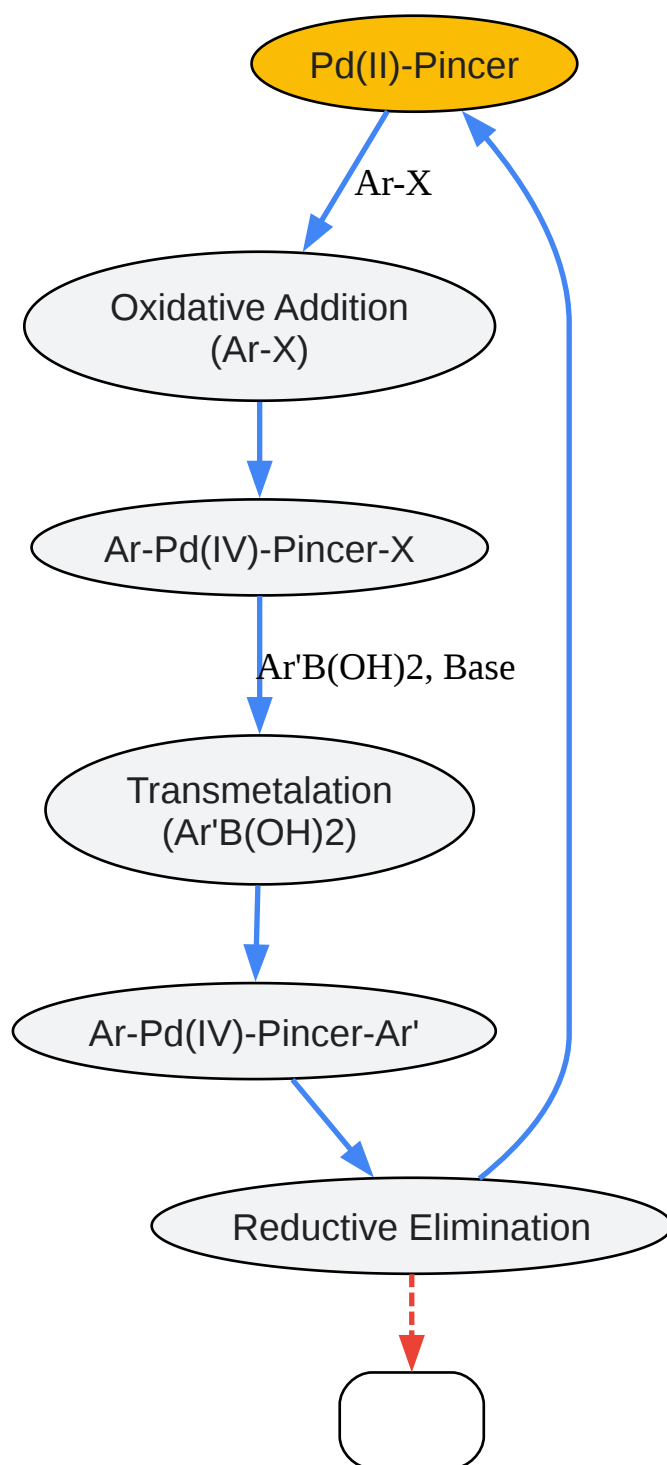 Pd(II)-Pincer
Ar-X
Oxidative Addition
(Ar-X)
Ar-Pd(IV)-Pincer-X
Ar'B(OH)2, Base
Transmetalation
(Ar'B(OH)2)
Ar-Pd(IV)-Pincer-Ar'
Reductive Elimination